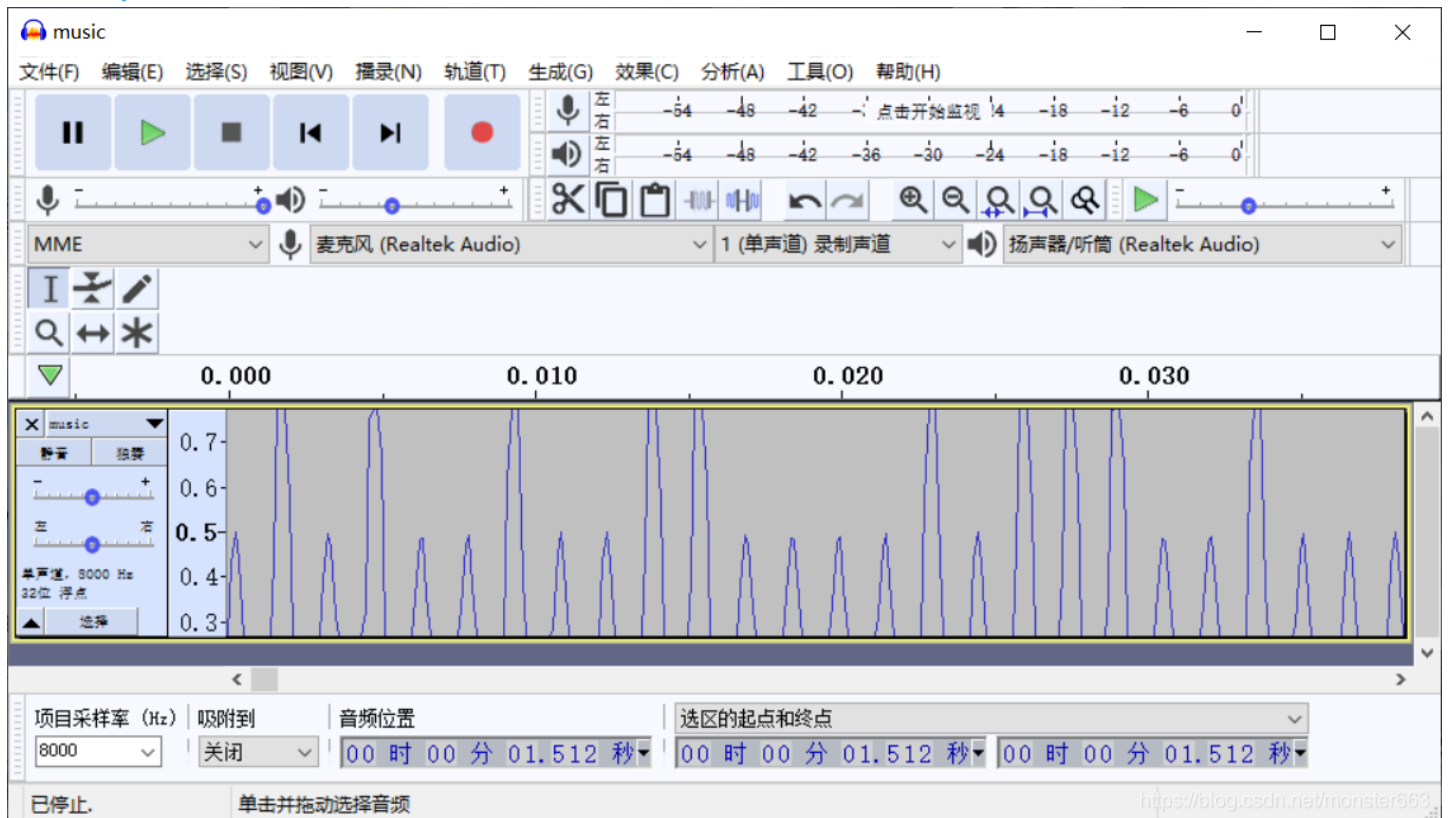 music
文件(F) 编辑(E) 选择(S) 视图(V) 播录(N) 轨道(T) 生成(G) 效果(C) 分析(A) 工具(O) 帮助(H)
左 右 -54 -48 -42 点击开始监视 -18 -12 -6 0
左 右 -54 -48 -42 -36 -30 -24 -18 -12 -6 0
MME 麦克风 (Realtek Audio) 1 (单声道) 录制声道 扬声器/听筒 (Realtek Audio)
0.000 0.010 0.020 0.030
music
静音 独奏
- +
左 右
单声道, 8000 Hz
32位 浮点
选择
0.7
0.6
0.5
0.4
0.3
项目采样率 (Hz) 吸附到 音频位置 选区的起点和终点
8000 关闭 00 时 00 分 01.512 秒 00 时 00 分 01.512 秒 00 时 00 分 01.512 秒
已停止. 单击并拖动选择音频
https://blog.csdn.net/monster663